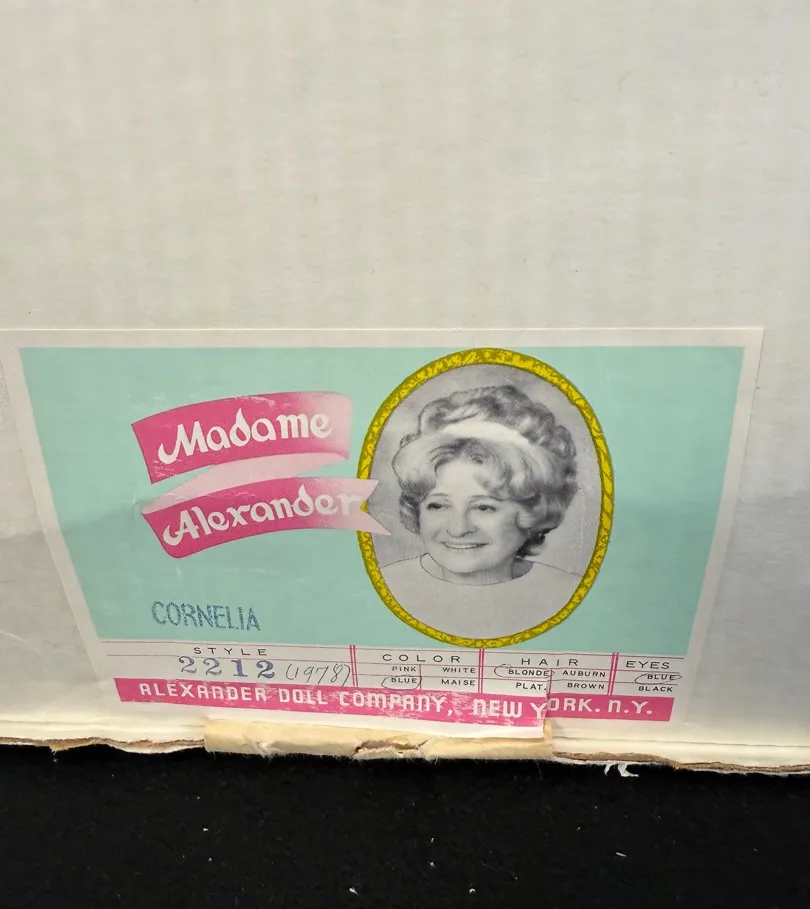 Madame
Alexander
CORNELIA
STYLE
2212 (1978)
COLOR
PINK WHITE
BLUE MAISE
HAIR
BLONDE AUBURN
PLAT. BROWN
EYES
BLUE
BLACK
ALEXANDER DOLL COMPANY, NEW YORK. N.Y.